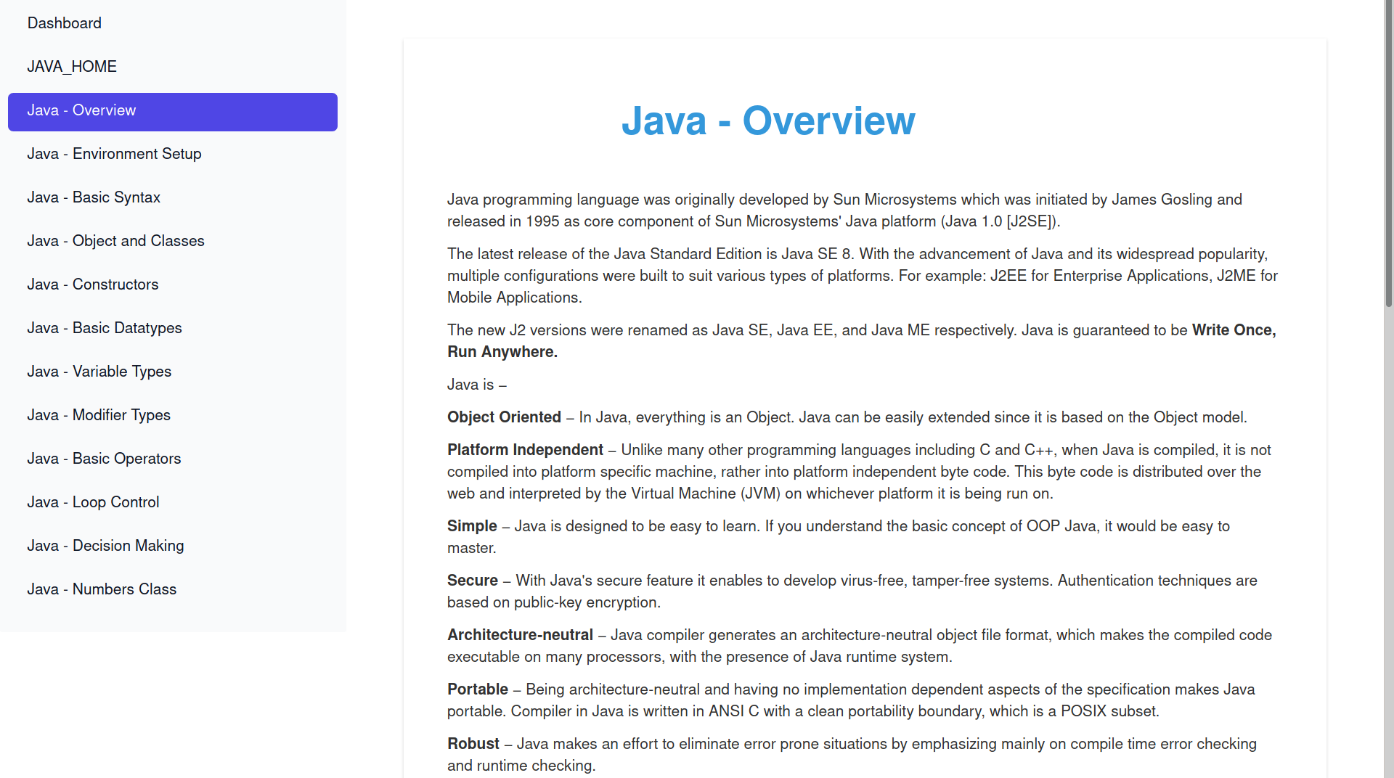 Dashboard
JAVA_HOME
Java - Overview
Java - Environment Setup
Java - Basic Syntax
Java - Object and Classes
Java - Constructors
Java - Basic Datatypes
Java - Variable Types
Java - Modifier Types
Java - Basic Operators
Java - Loop Control
Java - Decision Making
Java - Numbers Class
Java - Overview
Java programming language was originally developed by Sun Microsystems which was initiated by James Gosling and
released in 1995 as core component of Sun Microsystems' Java platform (Java 1.0 [J2SE]).
The latest release of the Java Standard Edition is Java SE 8. With the advancement of Java and its widespread popularity,
multiple configurations were built to suit various types of platforms. For example: J2EE for Enterprise Applications, J2ME for
Mobile Applications.
The new J2 versions were renamed as Java SE, Java EE, and Java ME respectively. Java is guaranteed to be Write Once,
Run Anywhere.
Java is –
Object Oriented – In Java, everything is an Object. Java can be easily extended since it is based on the Object model.
Platform Independent – Unlike many other programming languages including C and C++, when Java is compiled, it is not
compiled into platform specific machine, rather into platform independent byte code. This byte code is distributed over the
web and interpreted by the Virtual Machine (JVM) on whichever platform it is being run on.
Simple – Java is designed to be easy to learn. If you understand the basic concept of OOP Java, it would be easy to
master.
Secure – With Java's secure feature it enables to develop virus-free, tamper-free systems. Authentication techniques are
based on public-key encryption.
Architecture-neutral – Java compiler generates an architecture-neutral object file format, which makes the compiled code
executable on many processors, with the presence of Java runtime system.
Portable – Being architecture-neutral and having no implementation dependent aspects of the specification makes Java
portable. Compiler in Java is written in ANSI C with a clean portability boundary, which is a POSIX subset.
Robust – Java makes an effort to eliminate error prone situations by emphasizing mainly on compile time error checking
and runtime checking.